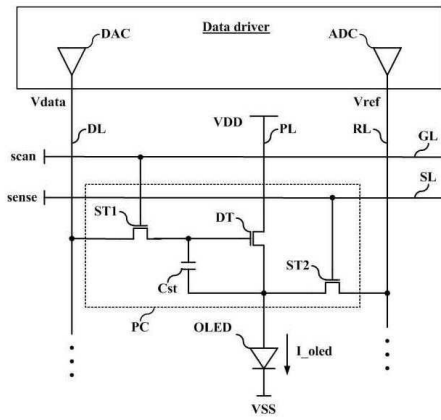 Data driver
DAC
ADC
Vdata
Vref
DL
VDD
PL
RL
GL
scan
sense
SL
ST1
DT
ST2
Cst
PC
OLED
I_oled
VSS